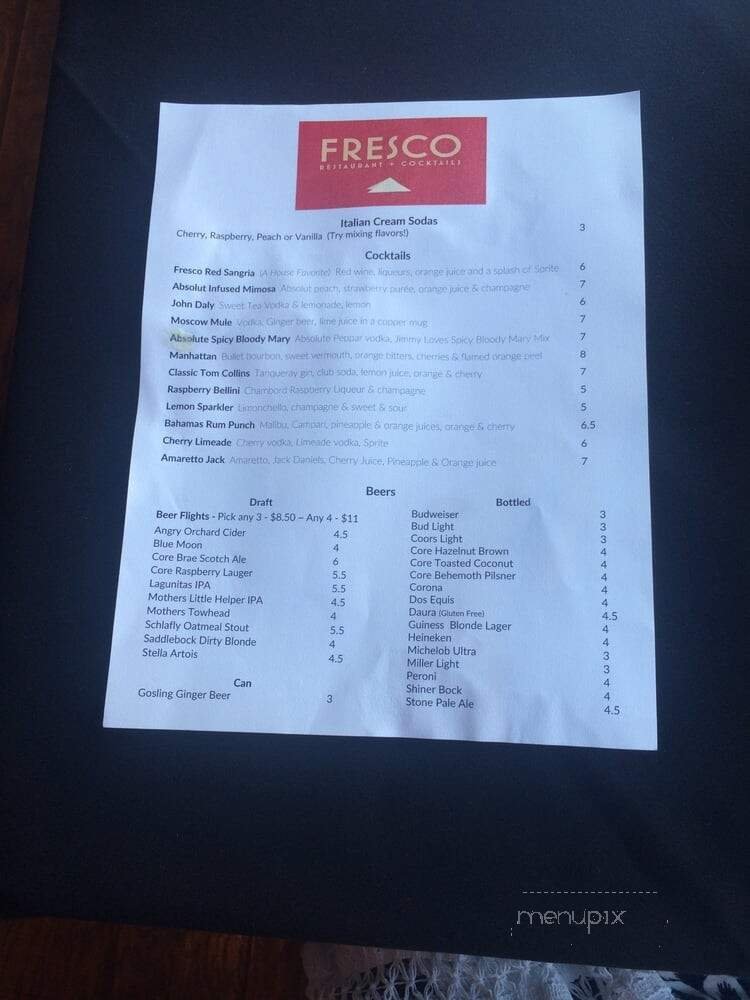 FRESCO
RESTAURANT + COCKTAILS
Italian Cream Sodas
Cherry, Raspberry, Peach or Vanilla (Try mixing flavors!) 3
Cocktails
Fresco Red Sangria (A House Favorite) Red wine, liqueurs, orange juice and a splash of Sprite 6
Absolut Infused Mimosa Absolut peach, strawberry purée, orange juice & champagne 7
John Daly Sweet Tea Vodka & lemonade, lemon 6
Moscow Mule Vodka, Ginger beer, lime juice in a copper mug 7
Absolute Spicy Bloody Mary Absolute Peppar vodka, Jimmy Loves Spicy Bloody Mary Mix 7
Manhattan Bullet bourbon, sweet vermouth, orange bitters, cherries & flamed orange peel 8
Classic Tom Collins Tanqueray gin, club soda, lemon juice, orange & cherry 7
Raspberry Bellini Chambord Raspberry Liqueur & champagne 5
Lemon Sparkler Limonchello, champagne & sweet & sour 5
Bahamas Rum Punch Malibu, Campari, pineapple & orange juices, orange & cherry 6.5
Cherry Limeade Cherry vodka, Limeade vodka, Sprite 6
Amaretto Jack Amaretto, Jack Daniels, Cherry Juice, Pineapple & Orange juice 7
Beers
Draft
Beer Flights - Pick any 3 - $8.50 ~ Any 4 - $11
Angry Orchard Cider 4.5
Blue Moon 4
Core Brae Scotch Ale 6
Core Raspberry Lauger 5.5
Lagunitas IPA 5.5
Mothers Little Helper IPA 4.5
Mothers Towhead 4
Schlafly Oatmeal Stout 5.5
Saddlebock Dirty Blonde 4
Stella Artois 4.5
Can
Gosling Ginger Beer 3
Bottled
Budweiser 3
Bud Light 3
Coors Light 3
Core Hazelnut Brown 4
Core Toasted Coconut 4
Core Behemoth Pilsner 4
Corona 4
Dos Equis 4
Daura (Gluten Free) 4.5
Guiness Blonde Lager 4
Heineken 4
Michelob Ultra 3
Miller Light 3
Peroni 4
Shiner Bock 4
Stone Pale Ale 4.5
menupix